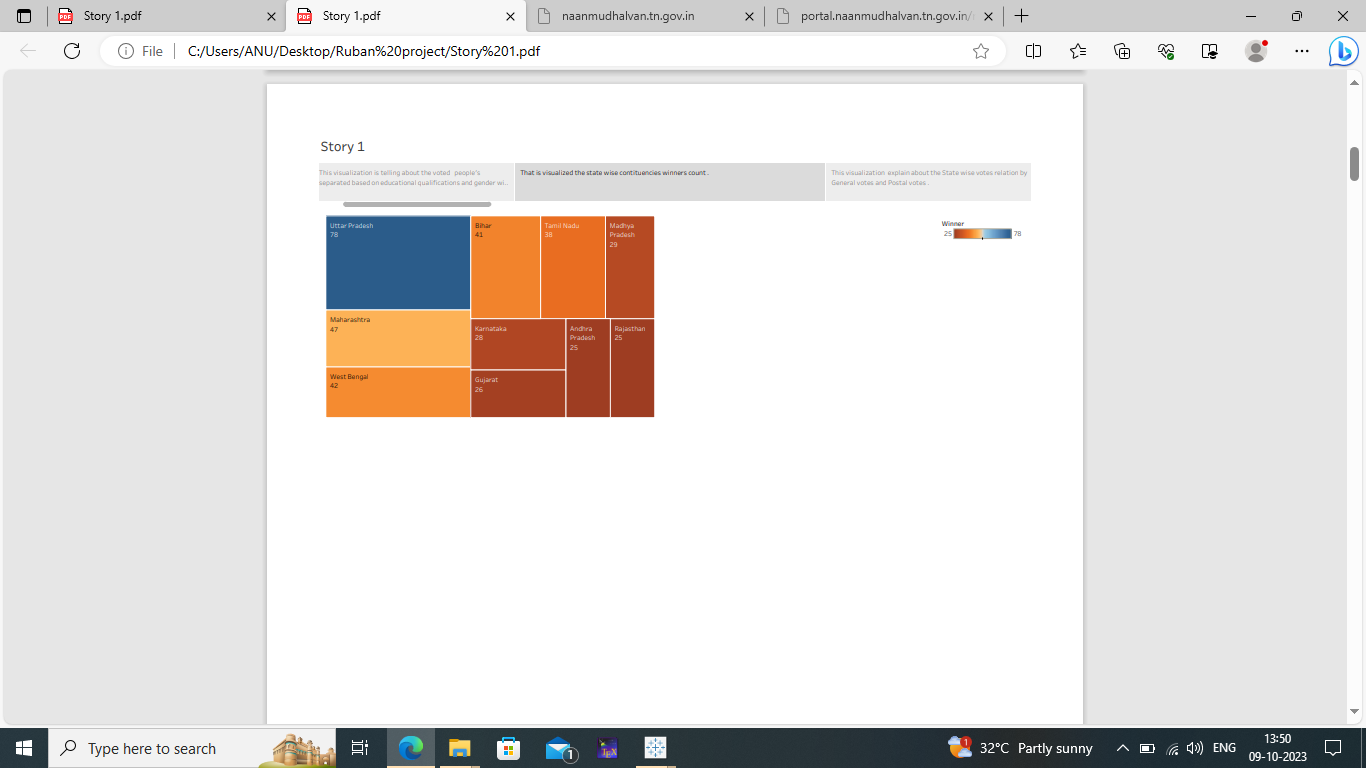 Story 1.pdf
Story 1.pdf
naanmudhalvan.tn.gov.in
portal.naanmudhalvan.tn.gov.in/
File
C:/Users/ANU/Desktop/Ruban%20project/Story%201.pdf
Story 1
This visualization is telling about the voted people's
separated based on educational qualifications and gender wi..
That is visualized the state wise contituencies winners count .
This visualization explain about the State wise votes relation by
General votes and Postal votes .
Uttar Pradesh
78
Bihar
41
Tamil Nadu
38
Madhya
Pradesh
29
Winner
25 78
Maharashtra
47
Karnataka
28
Andhra
Pradesh
25
Rajasthan
25
West Bengal
42
Gujarat
26
Type here to search
1
TEX
1
32°C Partly sunny
ENG
13:50
09-10-2023